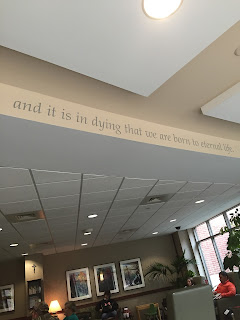 and it is in dying that we are born to eternal life.